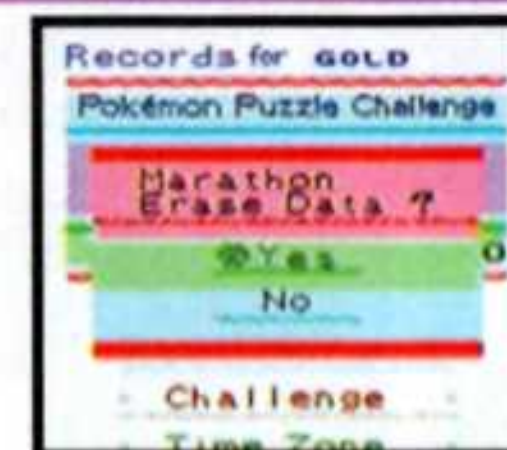 Records for GOLD
Pokémon Puzzle Challenge
Marathon
Erase Data ?
Yes
No
Challenge
Time Zone